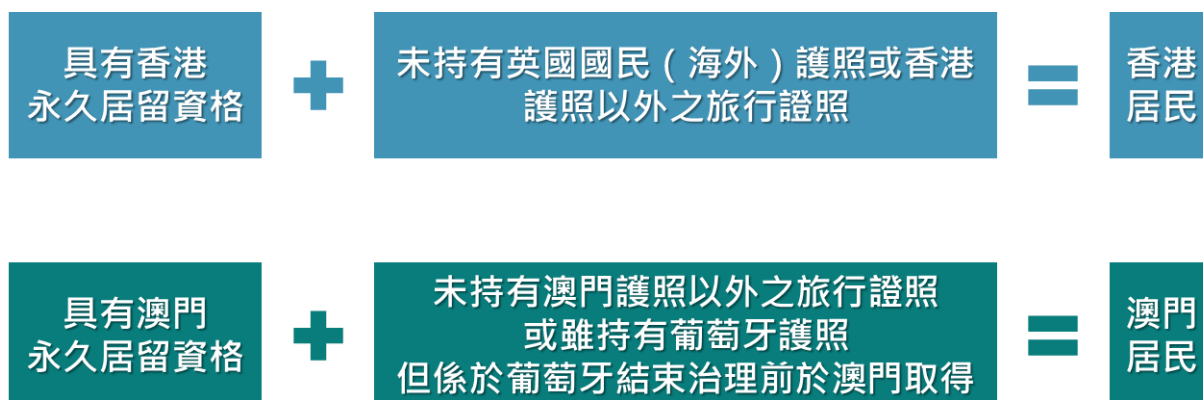 具有香港
永久居留資格
未持有英國國民（海外）護照或香港
護照以外之旅行證照
香港
居民
具有澳門
永久居留資格
未持有澳門護照以外之旅行證照
或雖持有葡萄牙護照
但係於葡萄牙結束治理前於澳門取得
澳門
居民